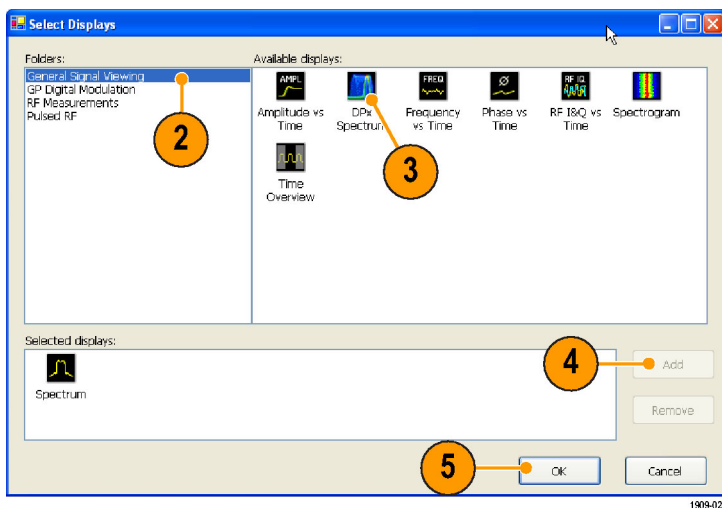 Select Displays
Folders:
General Signal Viewing
GP Digital Modulation
RF Measurements
Pulsed RF
2
Available displays:
AMPL
Amplitude vs
Time
DPx
Spectrum
FREQ
Frequency
vs Time
Ø
Phase vs
Time
RF IQ
RF I&Q vs
Time
Spectrogram
3
Time
Overview
Selected displays:
Spectrum
4
Add
Remove
5
OK
Cancel
1909-02